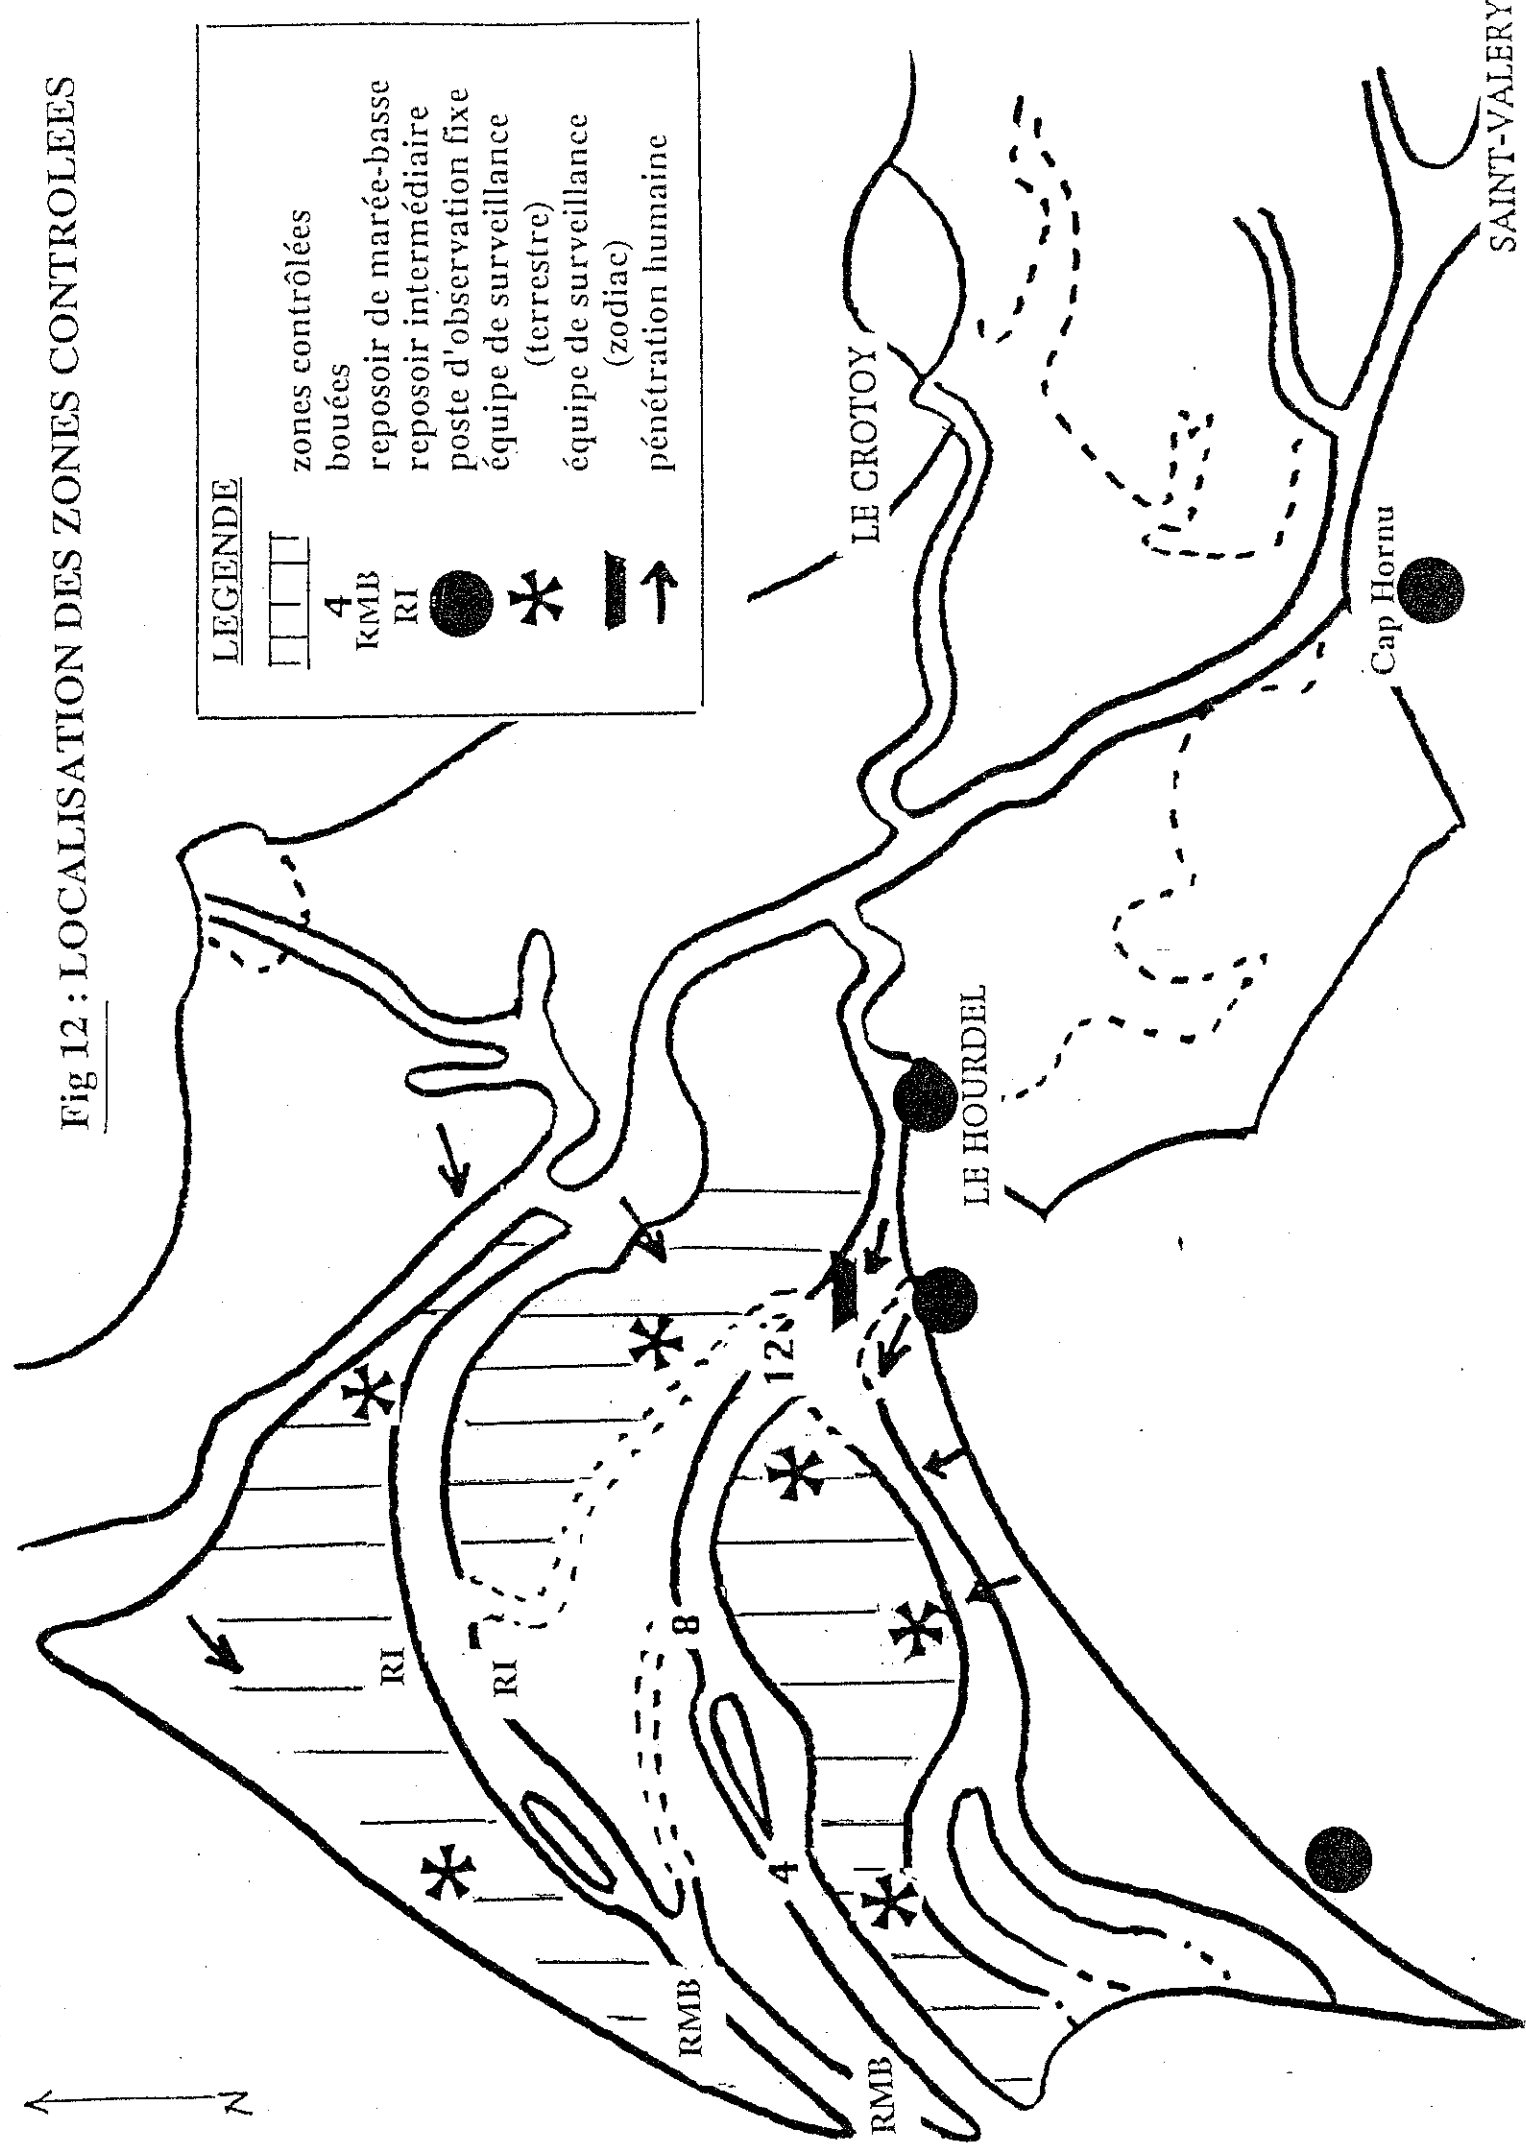 Fig 12 : LOCALISATION DES ZONES CONTROLEES
LEGENDE
zones contrôlées
4 bouées
RMB reposoir de marée-basse
RI reposoir intermédiaire
poste d'observation fixe
équipe de surveillance
(terrestre)
équipe de surveillance
(zodiac)
pénétration humaine
N
RI
RI
RMB
RMB
12
8
4
LE CROTOY
LE HOURDEL
Cap Hornu
SAINT-VALERY